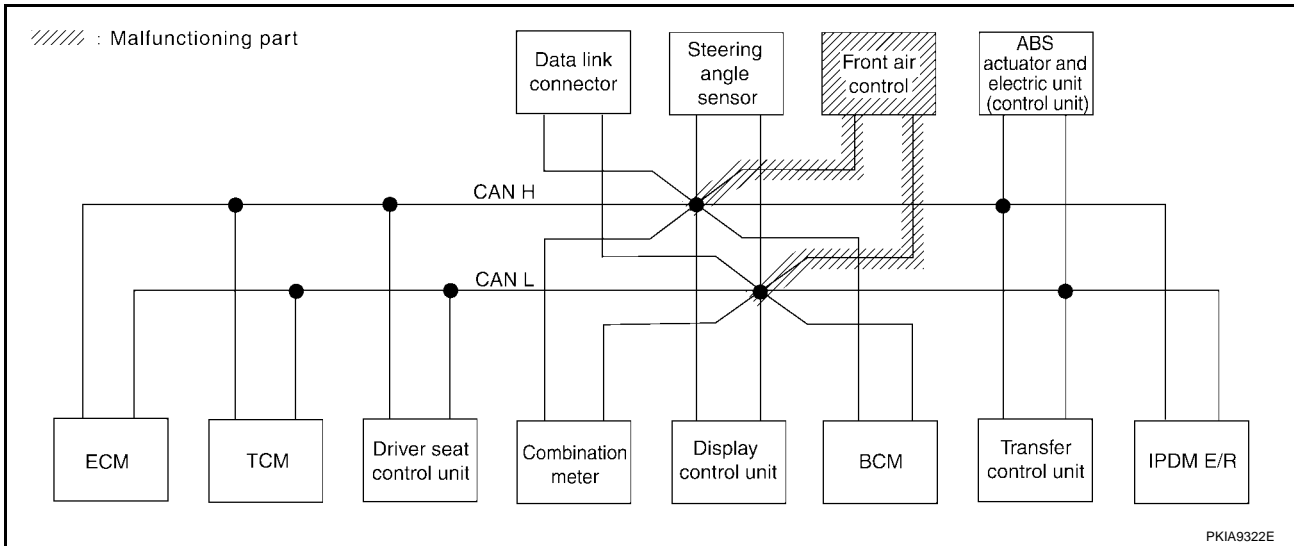 : Malfunctioning part
Data link
connector
Steering
angle
sensor
Front air
control
ABS
actuator and
electric unit
(control unit)
CAN H
CAN L
ECM
TCM
Driver seat
control unit
Combination
meter
Display
control unit
BCM
Transfer
control unit
IPDM E/R
PKIA9322E